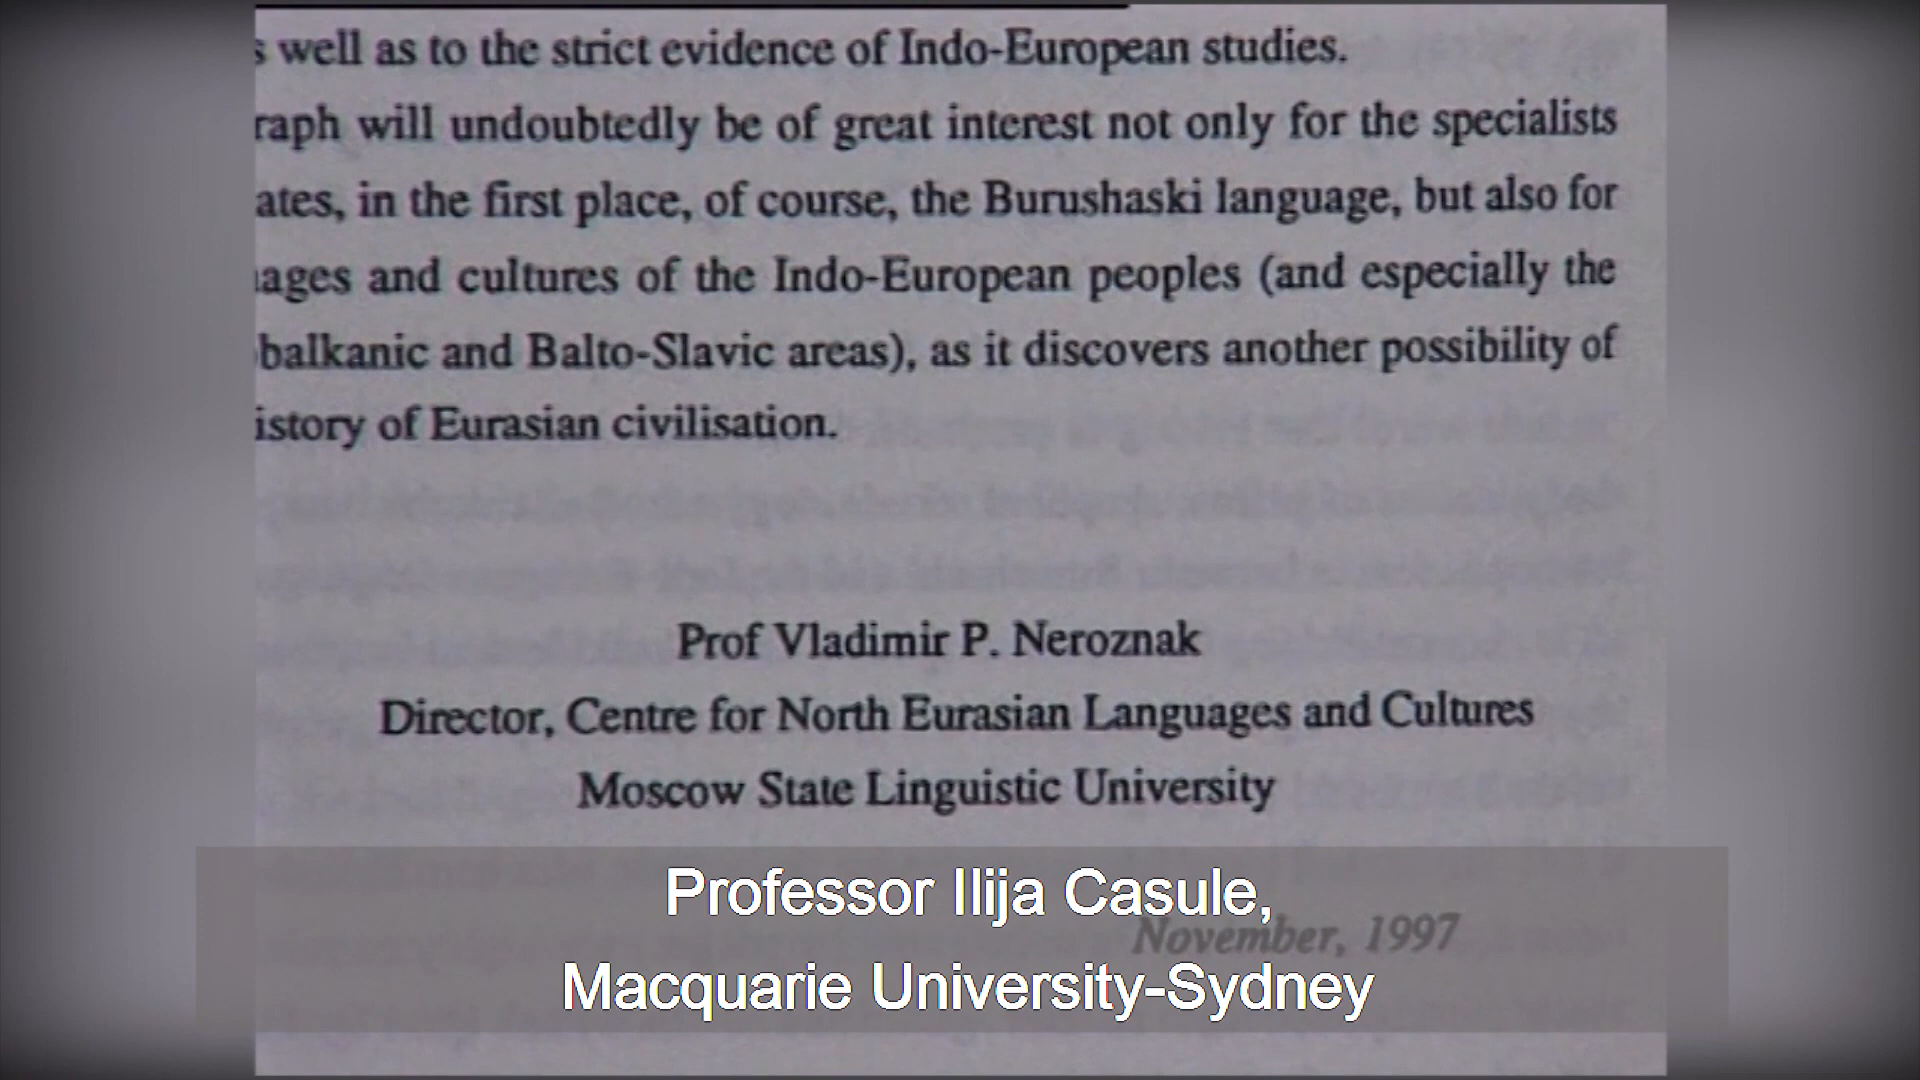 s well as to the strict evidence of Indo-European studies.
raph will undoubtedly be of great interest not only for the specialists
ates, in the first place, of course, the Burushaski language, but also for
ages and cultures of the Indo-European peoples (and especially the
balkanic and Balto-Slavic areas), as it discovers another possibility of
istory of Eurasian civilisation.
Prof Vladimir P. Neroznak
Director, Centre for North Eurasian Languages and Cultures
Moscow State Linguistic University
November, 1997
Professor Ilija Casule,
Macquarie University-Sydney